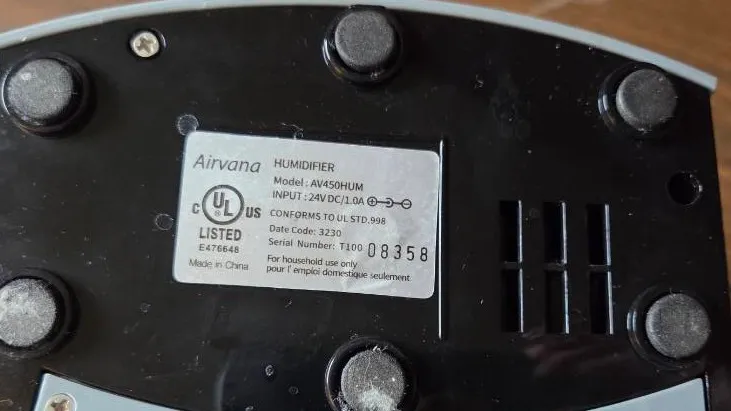 Airvana
HUMIDIFIER
Model : AV450HUM
INPUT : 24V DC/1.0A
C UL ® US
LISTED
E476648
CONFORMS TO UL STD.998
Date Code: 3230
Serial Number: T100 08358
Made in China
For household use only
pour l' emploi domestique seulement